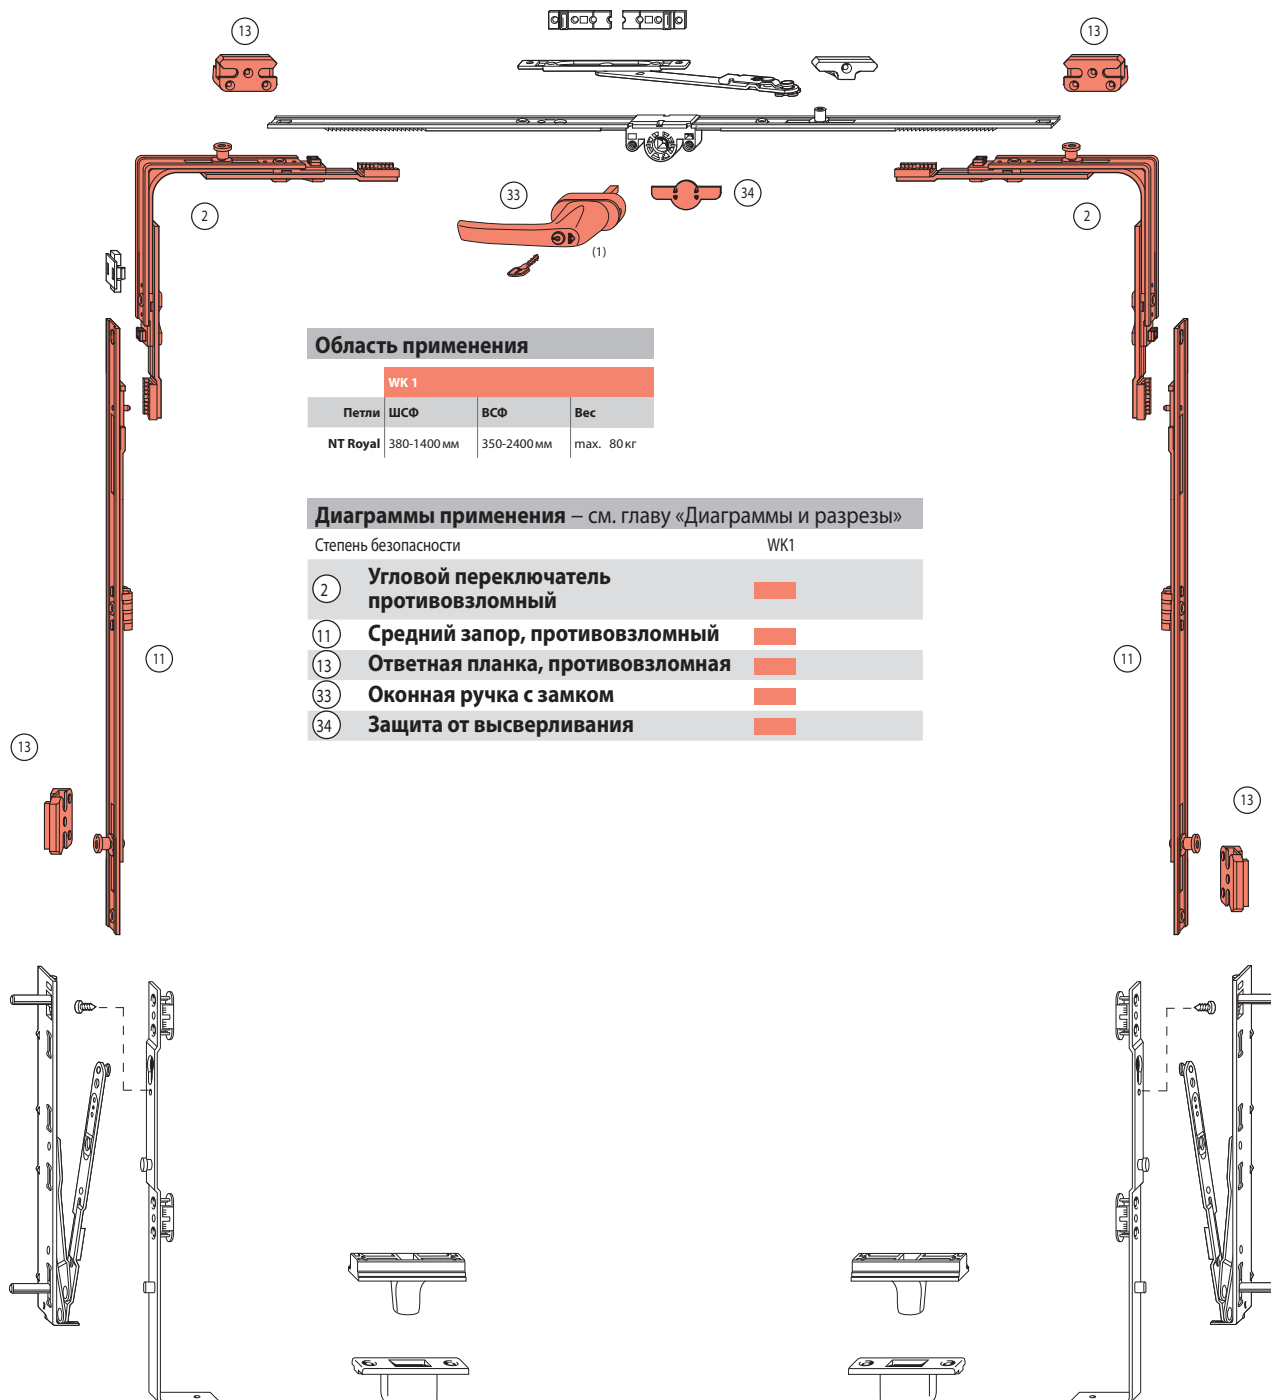 13
13
33
34
2
2
(1)
Область применения
WK 1
Петли ШСФ ВСФ Вес
NT Royal 380-1400 мм 350-2400 мм max. 80 кг
Диаграммы применения – см. главу «Диаграммы и разрезы»
Степень безопасности WK1
2 Угловой переключатель
противовзломный
11 Средний запор, противовзломный
13 Ответная планка, противовзломная
33 Оконная ручка с замком
34 Защита от высверливания
11
11
13
13